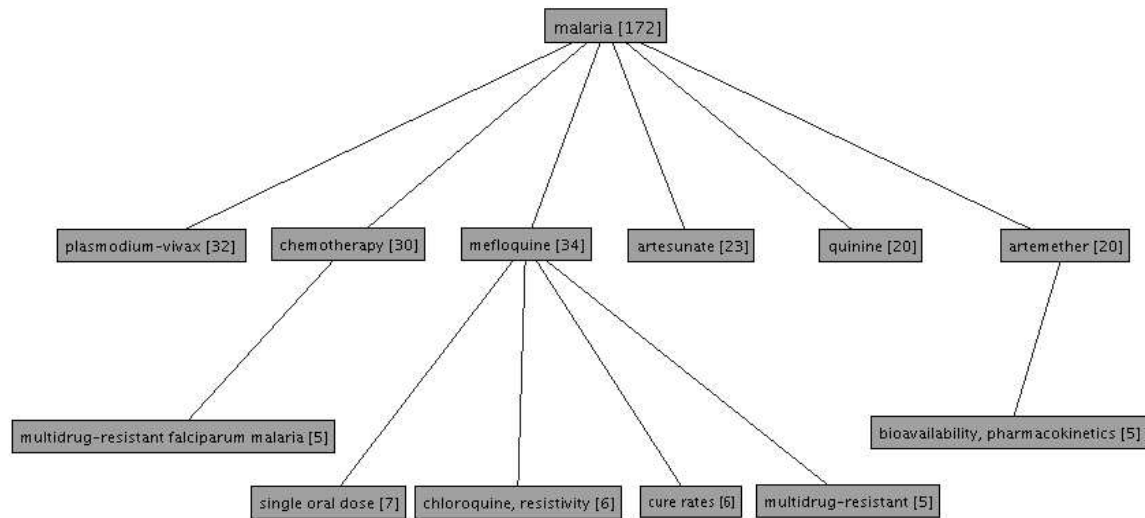 malaria [172]
plasmodium-vivax [32]
chemotherapy [30]
mefloquine [34]
artesunate [23]
quinine [20]
artemether [20]
multidrug-resistant falciparum malaria [5]
bioavailability, pharmacokinetics [5]
single oral dose [7]
chloroquine, resistivity [6]
cure rates [6]
multidrug-resistant [5]